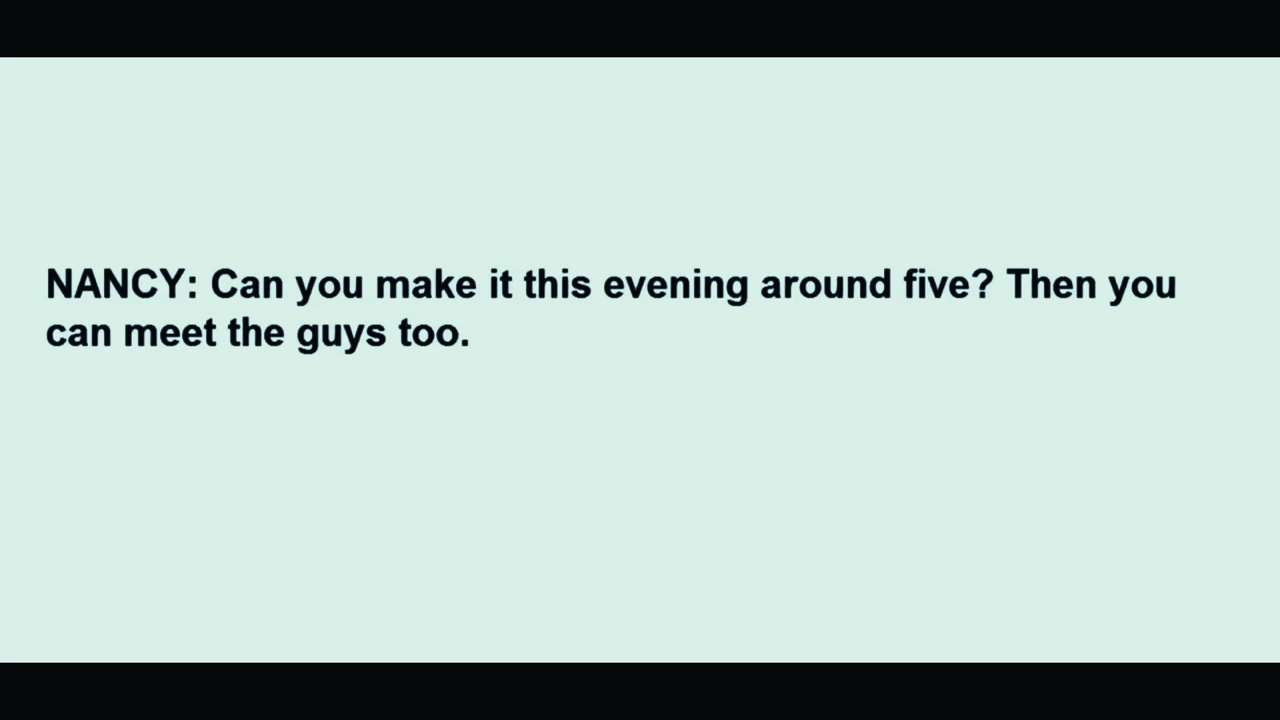 NANCY: Can you make it this evening around five? Then you
can meet the guys too.